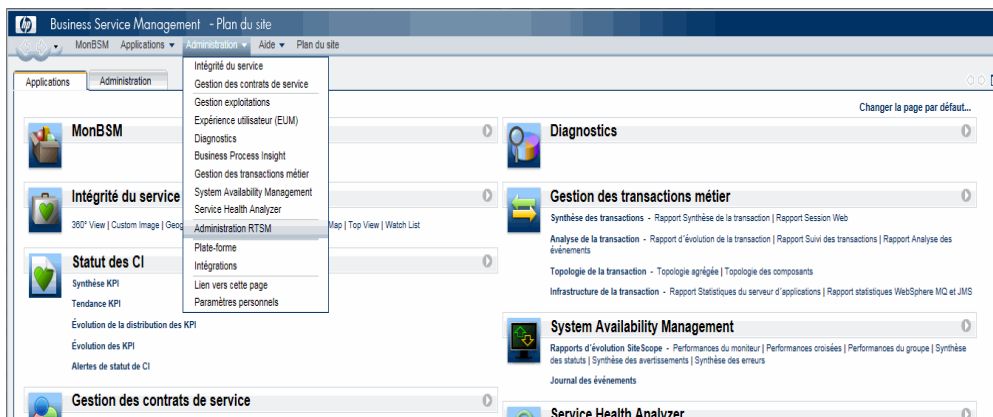 hp Business Service Management - Plan du site
MonBSM Applications Administration Aide Plan du site
Applications Administration
Intégrité du service
Gestion des contrats de service
Gestion exploitations
Expérience utilisateur (EUM)
Diagnostics
Business Process Insight
Gestion des transactions métier
System Availability Management
Service Health Analyzer
Administration RTSM
Plate-forme
Intégrations
Lien vers cette page
Paramètres personnels
Changer la page par défaut...
MonBSM
Intégrité du service
360° View | Custom Image | Geog
Map | Top View | Watch List
Statut des CI
Synthèse KPI
Tendance KPI
Évolution de la distribution des KPI
Évolution des KPI
Alertes de statut de CI
Gestion des contrats de service
Diagnostics
Gestion des transactions métier
Synthèse des transactions - Rapport Synthèse de la transaction | Rapport Session Web
Analyse de la transaction - Rapport d´évolution de la transaction | Rapport Suivi des transactions | Rapport Analyse des
événements
Topologie de la transaction - Topologie agrégée | Topologie des composants
Infrastructure de la transaction - Rapport Statistiques du serveur d´applications | Rapport statistiques WebSphere MQ et JMS
System Availability Management
Rapports d´évolution SiteScope - Performances du moniteur | Performances croisées | Performances du groupe | Synthèse
des statuts | Synthèse des avertissements | Synthèse des erreurs
Journal des événements
Service Health Analyzer